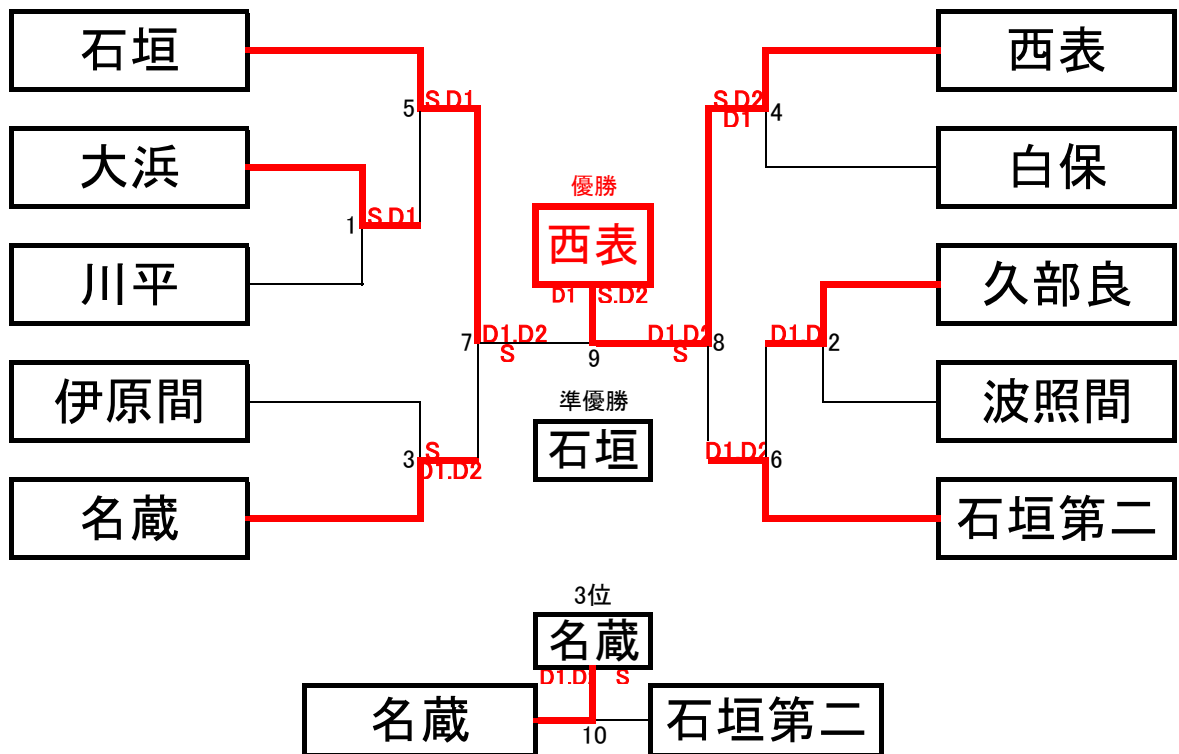 石垣
西表
5
S.D1
S.D2
D1
4
大浜
白保
優勝
1
S.D1
西表
川平
久部良
D1
S.D2
7
D1.D2
S
9
D1.D2
S
8
D1.D
2
伊原間
準優勝
波照間
石垣
3
S
D1.D2
D1.D2
6
名蔵
石垣第二
3位
名蔵
D1.D2
S
名蔵
10
石垣第二